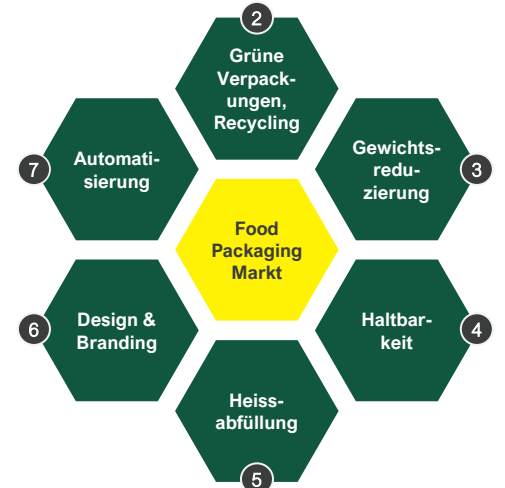 2
Grüne
Verpack-
ungen,
Recycling
Gewichts-
redu-
zierung
3
Haltbar-
keit
4
Heiss-
abfüllung
5
Design &
Branding
6
Automati-
sierung
7
Food
Packaging
Markt